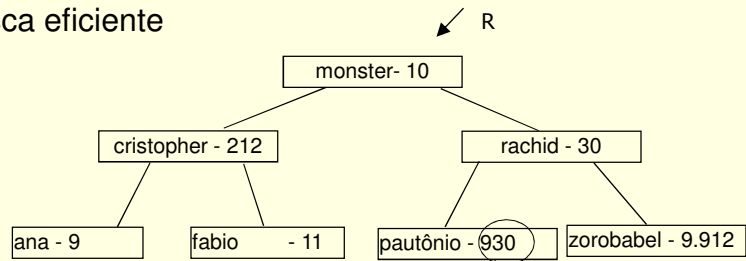 ca eficiente
R
monster- 10
cristopher - 212
rachid - 30
ana - 9
fabio - 11
pautônio - 930
zorobabel - 9.912